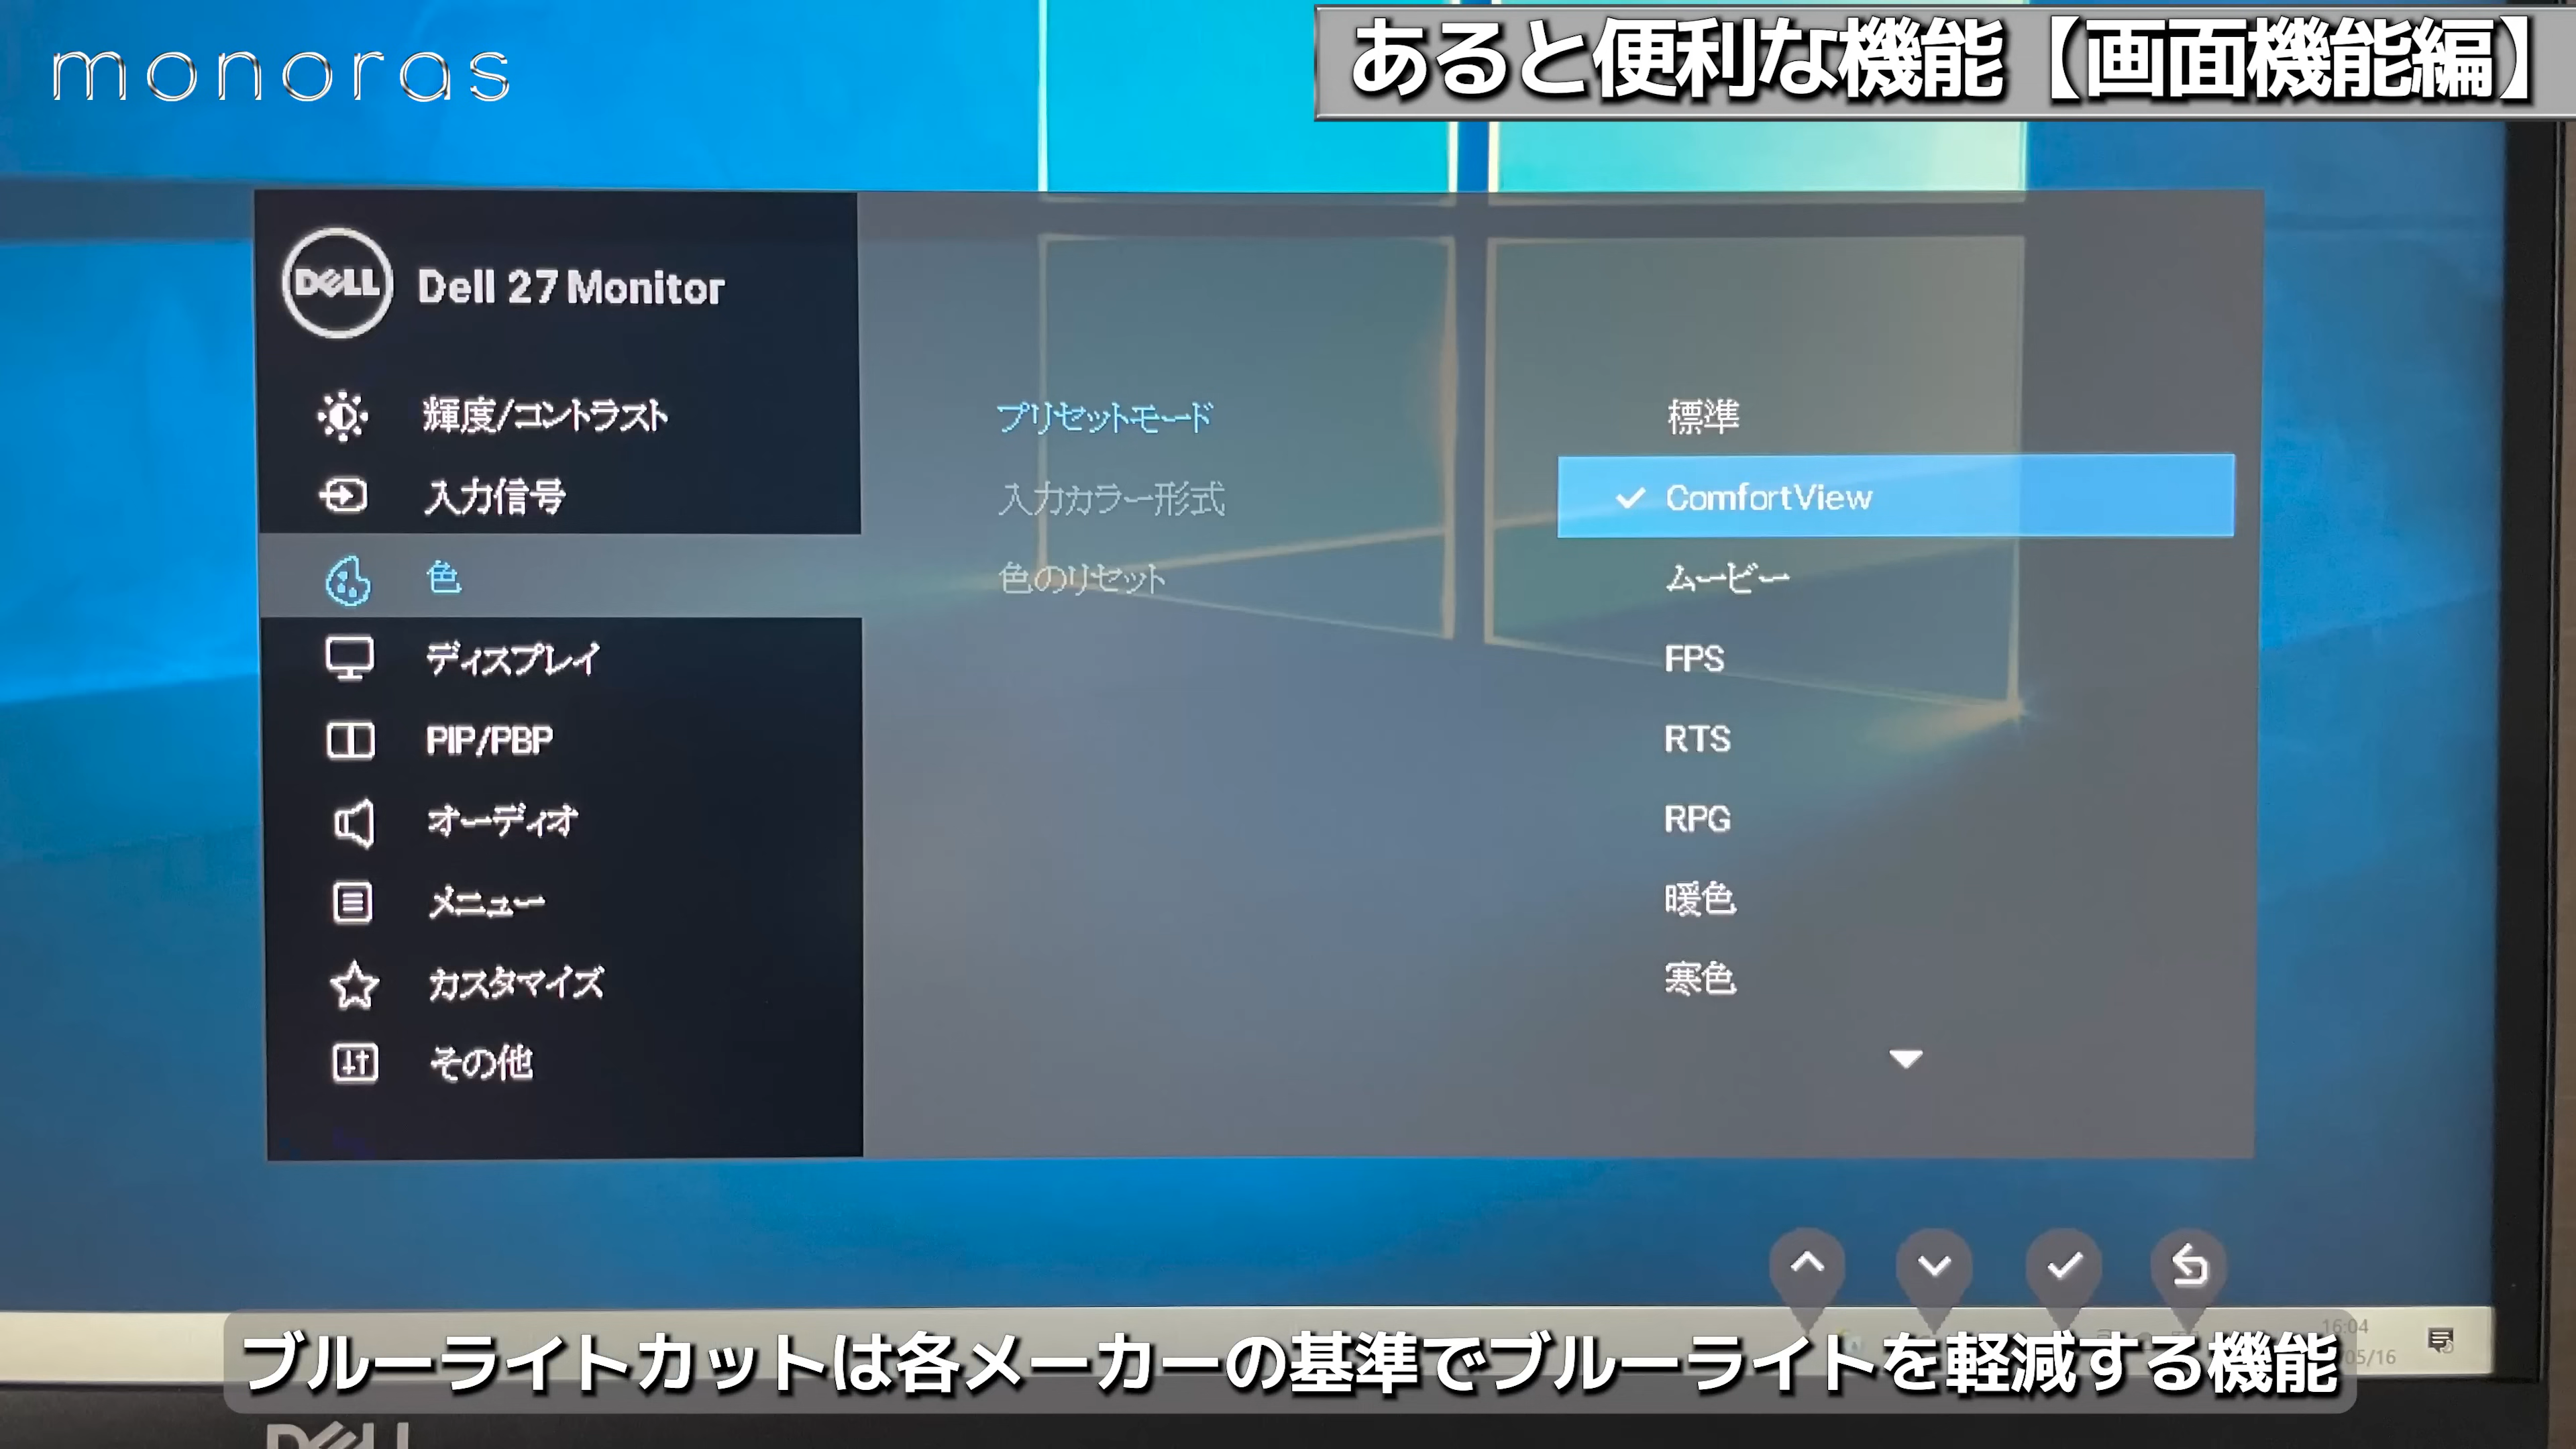 monoras
あると便利な機能【画面機能編】
DELL
Dell 27 Monitor
輝度/コントラスト
入力信号
色
ディスプレイ
PIP/PBP
オーディオ
メニュー
カスタマイズ
その他
プリセットモード
入力カラー形式
色のリセット
標準
ComfortView
ムービー
FPS
RTS
RPG
暖色
寒色
16:04
05/16
ブルーライトカットは各メーカーの基準でブルーライトを軽減する機能
DELL